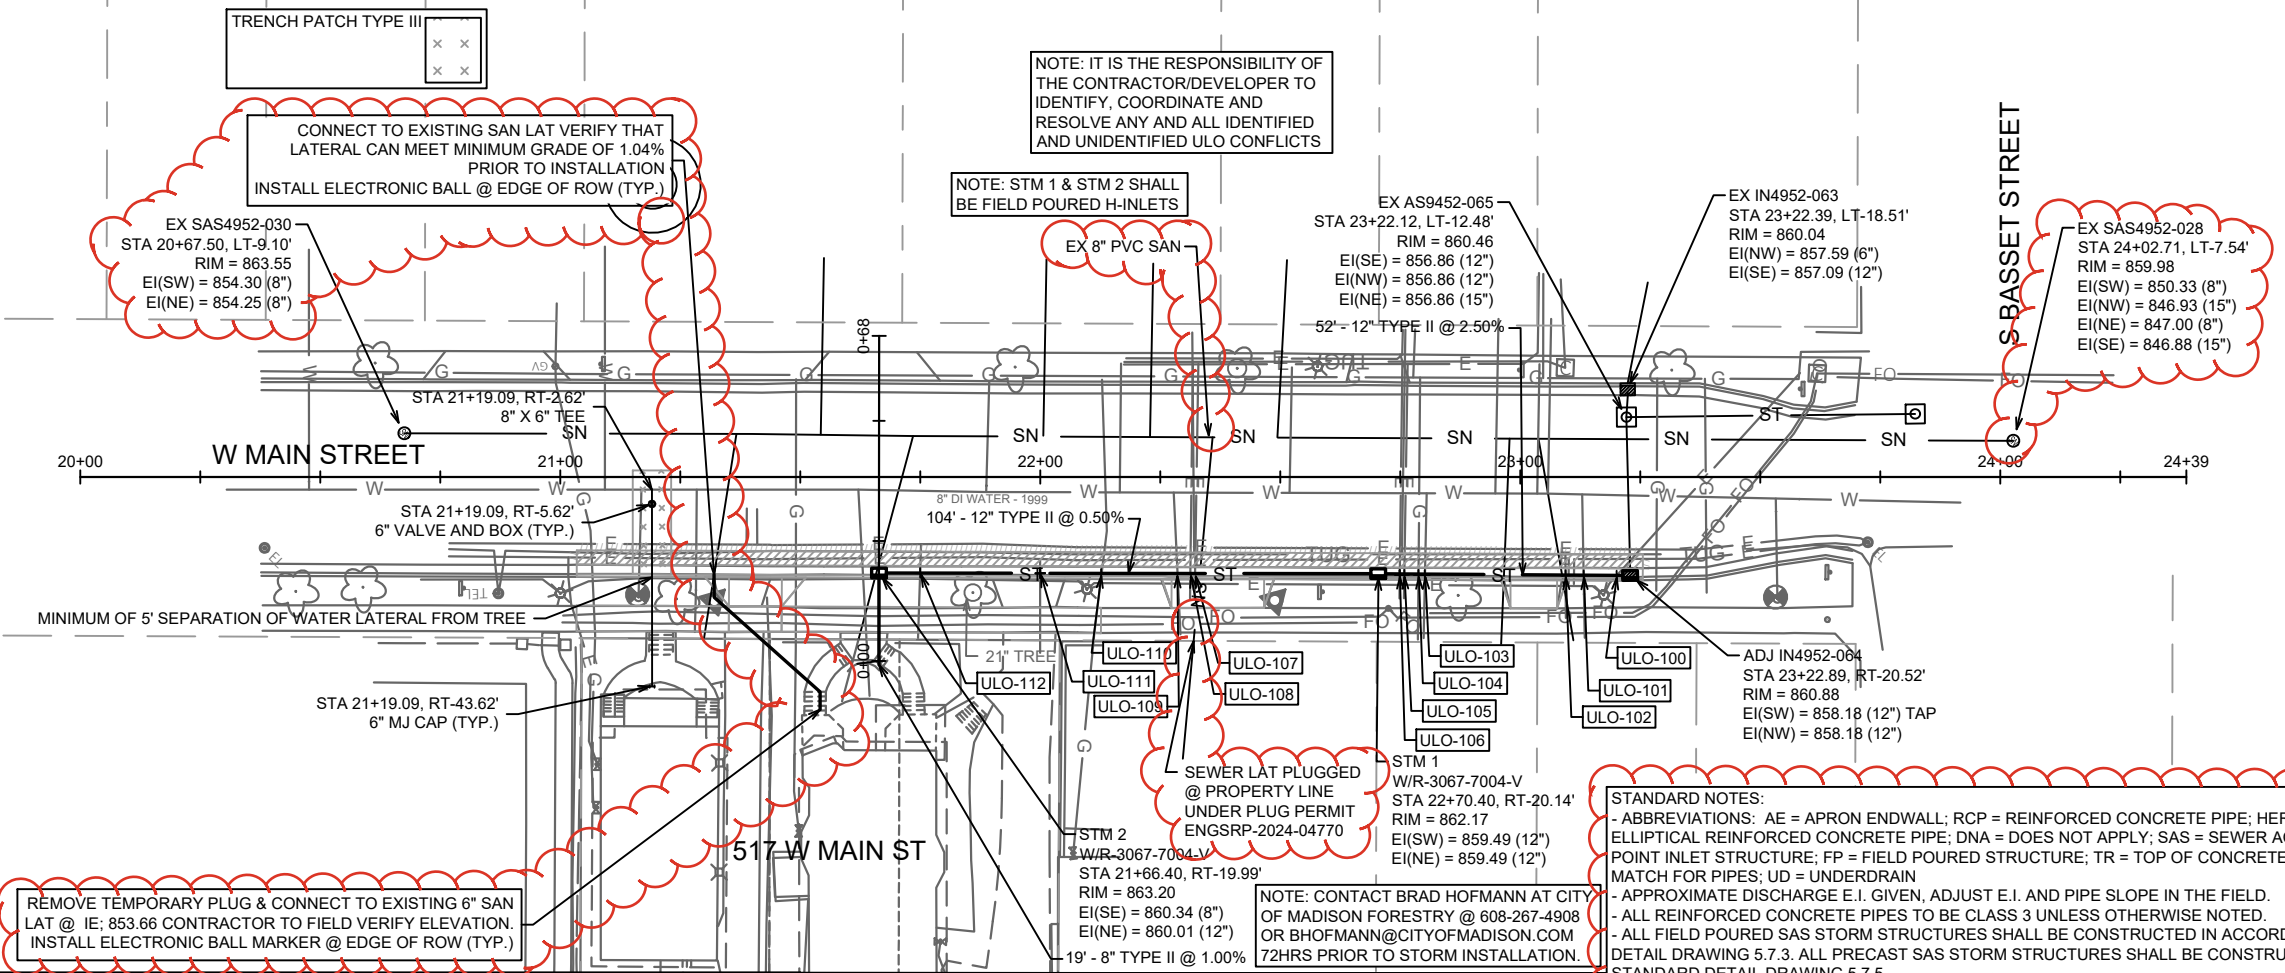 TRENCH PATCH TYPE III
CONNECT TO EXISTING SAN LAT VERIFY THAT
LATERAL CAN MEET MINIMUM GRADE OF 1.04%
PRIOR TO INSTALLATION
INSTALL ELECTRONIC BALL @ EDGE OF ROW (TYP.)
NOTE: IT IS THE RESPONSIBILITY OF
THE CONTRACTOR/DEVELOPER TO
IDENTIFY, COORDINATE AND
RESOLVE ANY AND ALL IDENTIFIED
AND UNIDENTIFIED ULO CONFLICTS
NOTE: STM 1 & STM 2 SHALL
BE FIELD POURED H-INLETS
EX SAS4952-030
STA 20+67.50, LT-9.10'
RIM = 863.55
EI(SW) = 854.30 (8")
EI(NE) = 854.25 (8")
EX 8" PVC SAN
EX AS9452-065
STA 23+22.12, LT-12.48'
RIM = 860.46
EI(SE) = 856.86 (12")
EI(NW) = 856.86 (12")
EI(NE) = 856.86 (15")
52' - 12" TYPE II @ 2.50%
EX IN4952-063
STA 23+22.39, LT-18.51'
RIM = 860.04
EI(NW) = 857.59 (6")
EI(SE) = 857.09 (12")
S BASSET STREET
EX SAS4952-028
STA 24+02.71, LT-7.54'
RIM = 859.98
EI(SW) = 850.33 (8")
EI(NW) = 846.93 (15")
EI(NE) = 847.00 (8")
EI(SE) = 846.88 (15")
0+68
GV
G
G
G
G
G
G
G
G
E
TUG
E
FO
FO
STA 21+19.09, RT-2.62'
8" X 6" TEE
SN
SN
SN
SN
SN
SN
ST
W MAIN STREET
20+00
21+00
22+00
23+00
24+00
24+39
W
W
W
W
W
W
W
8" DI WATER - 1999
104' - 12" TYPE II @ 0.50%
STA 21+19.09, RT-5.62'
6" VALVE AND BOX (TYP.)
TUG
TUG
E
ST
ST
ST
EL
TEL
MINIMUM OF 5' SEPARATION OF WATER LATERAL FROM TREE
FO
FO
FO
FO
0+00
21" TREE
ULO-110
ULO-107
ULO-103
ULO-100
ULO-112
ULO-111
ULO-108
ULO-104
ULO-101
ULO-109
ULO-105
ULO-102
ULO-106
ADJ IN4952-064
STA 23+22.89, RT-20.52'
RIM = 860.88
EI(SW) = 858.18 (12") TAP
EI(NW) = 858.18 (12")
STA 21+19.09, RT-43.62'
6" MJ CAP (TYP.)
SEWER LAT PLUGGED
@ PROPERTY LINE
UNDER PLUG PERMIT
ENGSRP-2024-04770
STM 1
W/R-3067-7004-V
STA 22+70.40, RT-20.14'
RIM = 862.17
EI(SW) = 859.49 (12")
EI(NE) = 859.49 (12")
517 W MAIN ST
STM 2
W/R-3067-7004-V
STA 21+66.40, RT-19.99'
RIM = 863.20
EI(SE) = 860.34 (8")
EI(NE) = 860.01 (12")
19' - 8" TYPE II @ 1.00%
REMOVE TEMPORARY PLUG & CONNECT TO EXISTING 6" SAN
LAT @ IE; 853.66 CONTRACTOR TO FIELD VERIFY ELEVATION.
INSTALL ELECTRONIC BALL MARKER @ EDGE OF ROW (TYP.)
NOTE: CONTACT BRAD HOFMANN AT CITY
OF MADISON FORESTRY @ 608-267-4908
OR BHOFMANN@CITYOFMADISON.COM
72HRS PRIOR TO STORM INSTALLATION.
STANDARD NOTES:
- ABBREVIATIONS: AE = APRON ENDWALL; RCP = REINFORCED CONCRETE PIPE; HER
ELLIPTICAL REINFORCED CONCRETE PIPE; DNA = DOES NOT APPLY; SAS = SEWER AC
POINT INLET STRUCTURE; FP = FIELD POURED STRUCTURE; TR = TOP OF CONCRETE
MATCH FOR PIPES; UD = UNDERDRAIN
- APPROXIMATE DISCHARGE E.I. GIVEN, ADJUST E.I. AND PIPE SLOPE IN THE FIELD.
- ALL REINFORCED CONCRETE PIPES TO BE CLASS 3 UNLESS OTHERWISE NOTED.
- ALL FIELD POURED SAS STORM STRUCTURES SHALL BE CONSTRUCTED IN ACCORD
DETAIL DRAWING 5.7.3. ALL PRECAST SAS STORM STRUCTURES SHALL BE CONSTRU
STANDARD DETAIL DRAWING 5.7.5